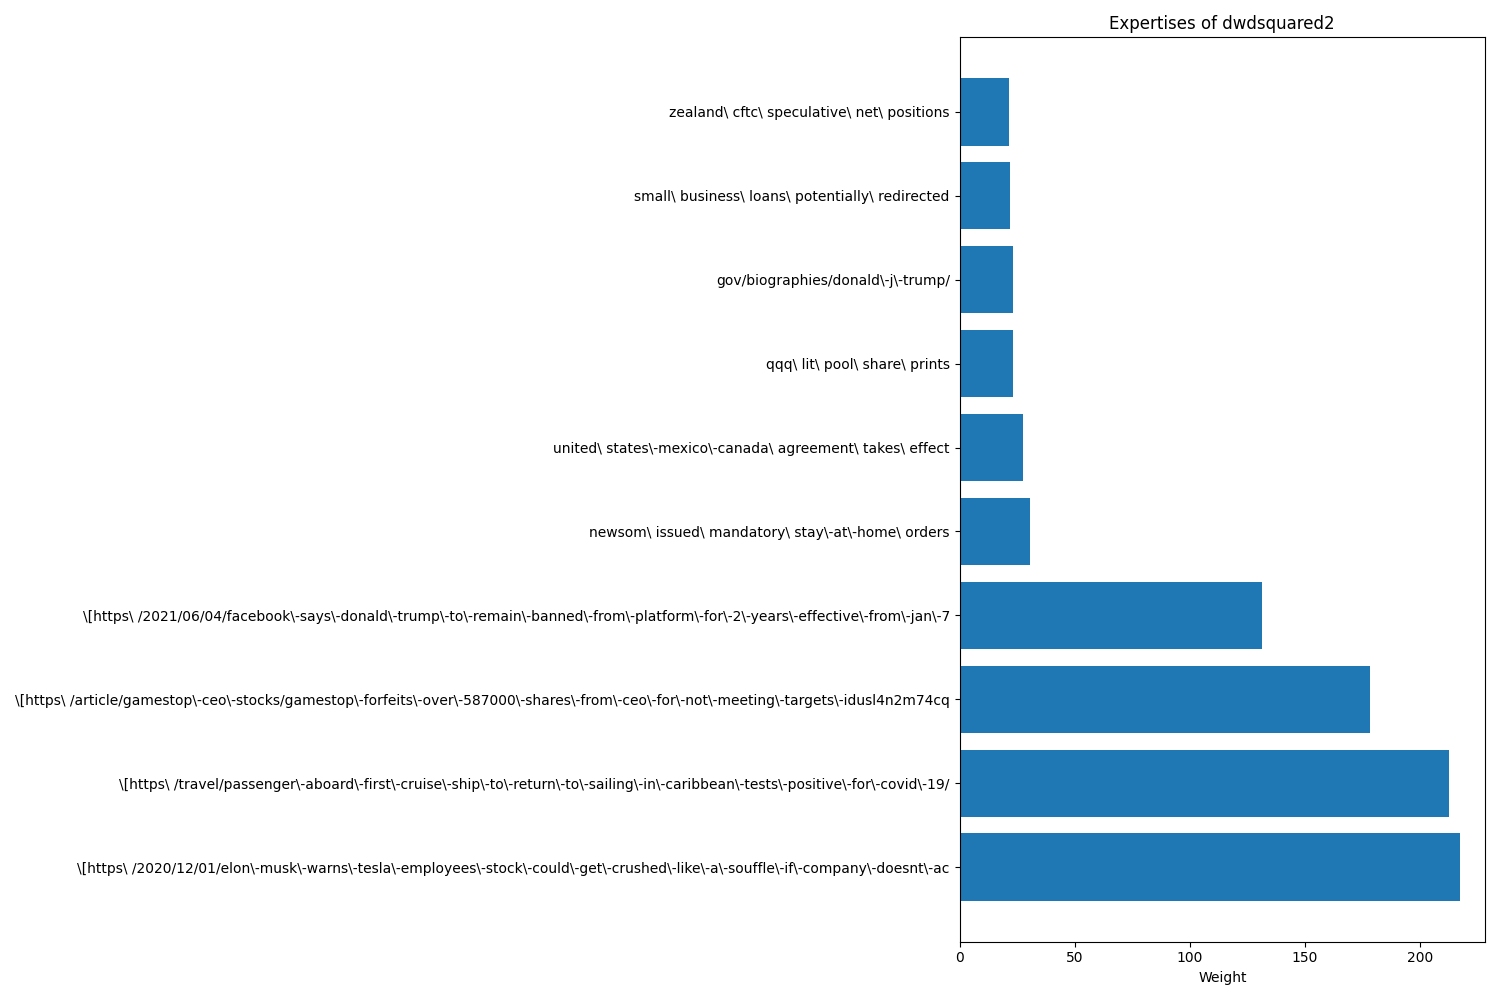 Expertises of dwdsquared2
zealand\ cftc\ speculative\ net\ positions
small\ business\ loans\ potentially\ redirected
gov/biographies/donald\-j\-trump/
qqq\ lit\ pool\ share\ prints
united\ states\-mexico\-canada\ agreement\ takes\ effect
newsom\ issued\ mandatory\ stay\-at\-home\ orders
\[https\ /2021/06/04/facebook\-says\-donald\-trump\-to\-remain\-banned\-from\-platform\-for\-2\-years\-effective\-from\-jan\-7
\[https\ /article/gamestop\-ceo\-stocks/gamestop\-forfeits\-over\-587000\-shares\-from\-ceo\-for\-not\-meeting\-targets\-idusl4n2m74cq
\[https\ /travel/passenger\-aboard\-first\-cruise\-ship\-to\-return\-to\-sailing\-in\-caribbean\-tests\-positive\-for\-covid\-19/
\[https\ /2020/12/01/elon\-musk\-warns\-tesla\-employees\-stock\-could\-get\-crushed\-like\-a\-souffle\-if\-company\-doesnt\-ac
0 50 100 150 200
Weight